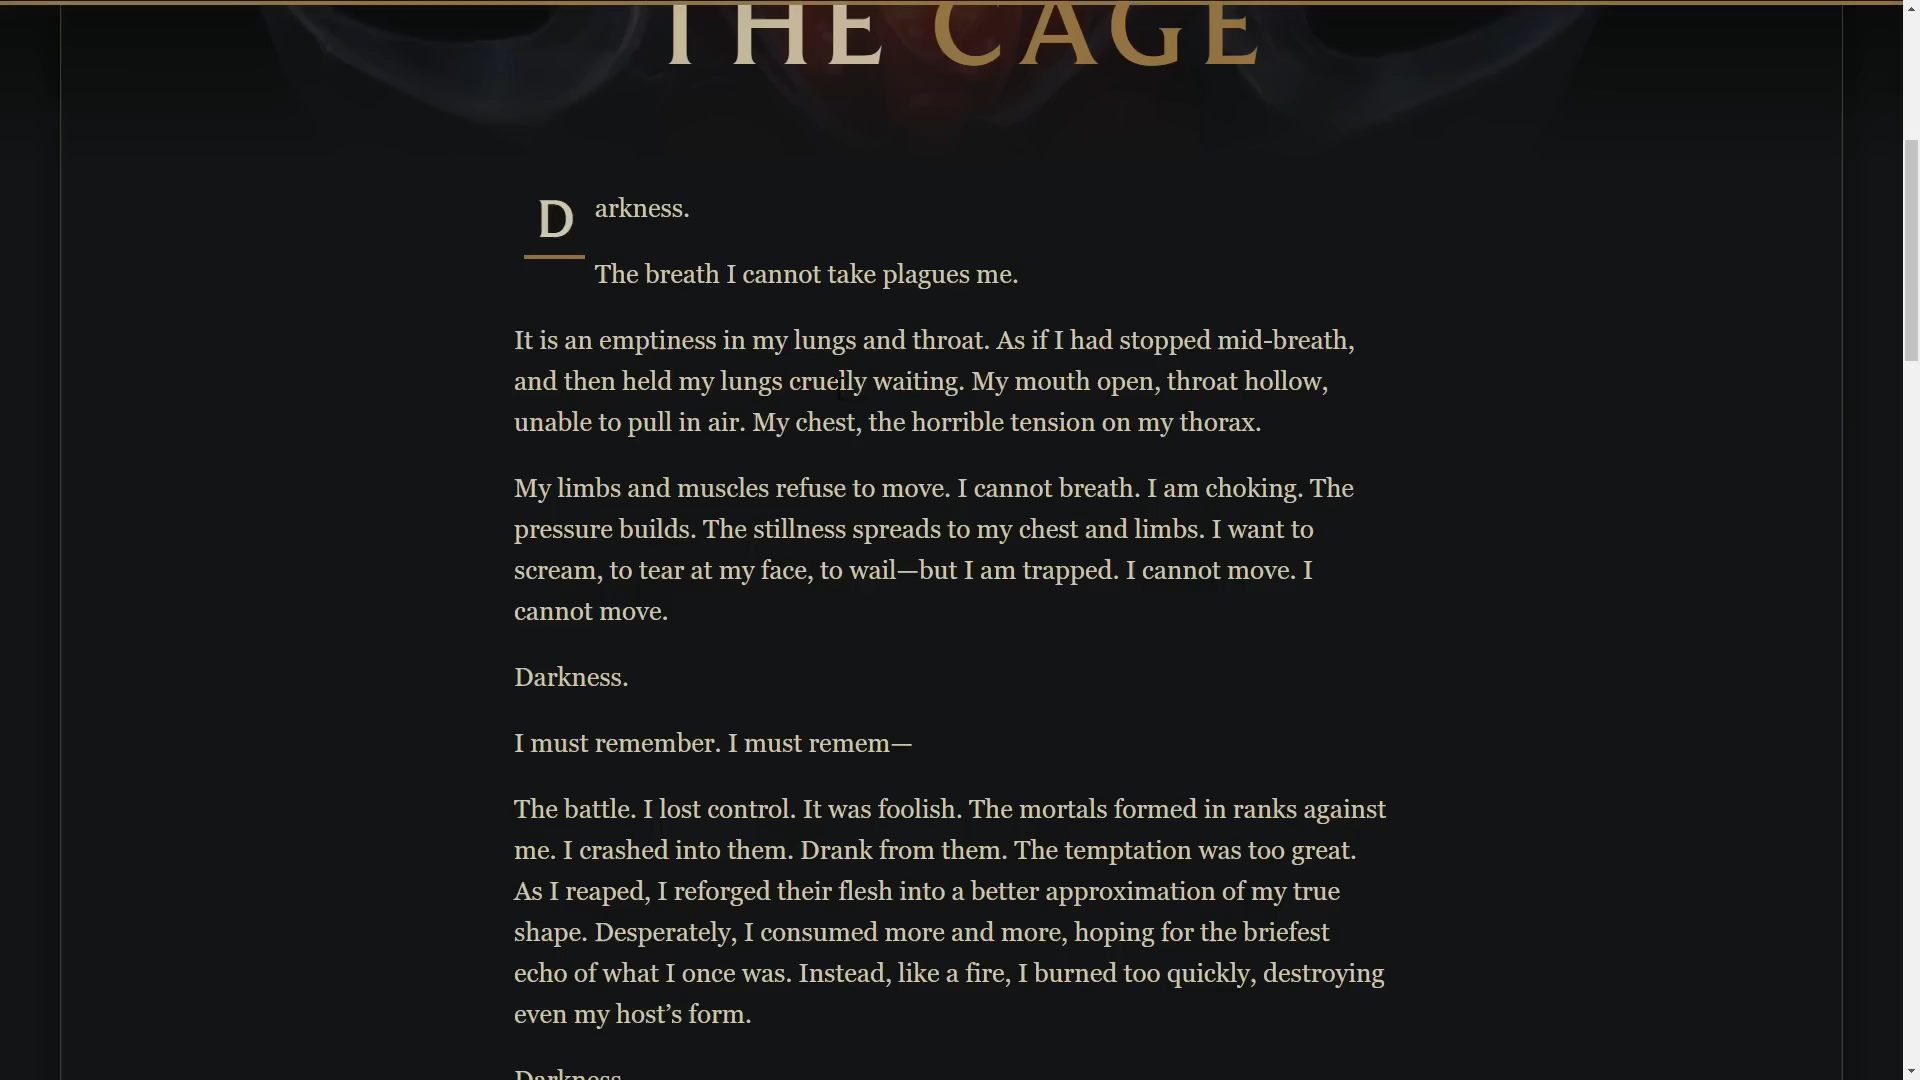 THE CAGE
Darkness.
The breath I cannot take plagues me.
It is an emptiness in my lungs and throat. As if I had stopped mid-breath,
and then held my lungs cruelly waiting. My mouth open, throat hollow,
unable to pull in air. My chest, the horrible tension on my thorax.
My limbs and muscles refuse to move. I cannot breath. I am choking. The
pressure builds. The stillness spreads to my chest and limbs. I want to
scream, to tear at my face, to wail—but I am trapped. I cannot move. I
cannot move.
Darkness.
I must remember. I must remem—
The battle. I lost control. It was foolish. The mortals formed in ranks against
me. I crashed into them. Drank from them. The temptation was too great.
As I reaped, I reforged their flesh into a better approximation of my true
shape. Desperately, I consumed more and more, hoping for the briefest
echo of what I once was. Instead, like a fire, I burned too quickly, destroying
even my host’s form.
Darkness.